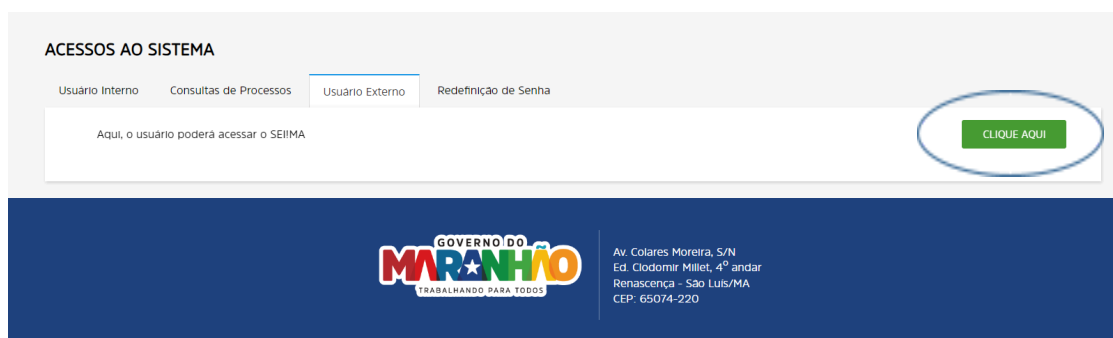 ACESSOS AO SISTEMA
Usuário Interno
Consultas de Processos
Usuário Externo
Redefinição de Senha
Aqui, o usuário poderá acessar o SEI!MA
CLIQUE AQUI
GOVERNO DO
MARANHÃO
TRABALHANDO PARA TODOS
Av. Colares Moreira, S/N
Ed. Clodomir Millet, 4º andar
Renascença - São Luís/MA
CEP: 65074-220